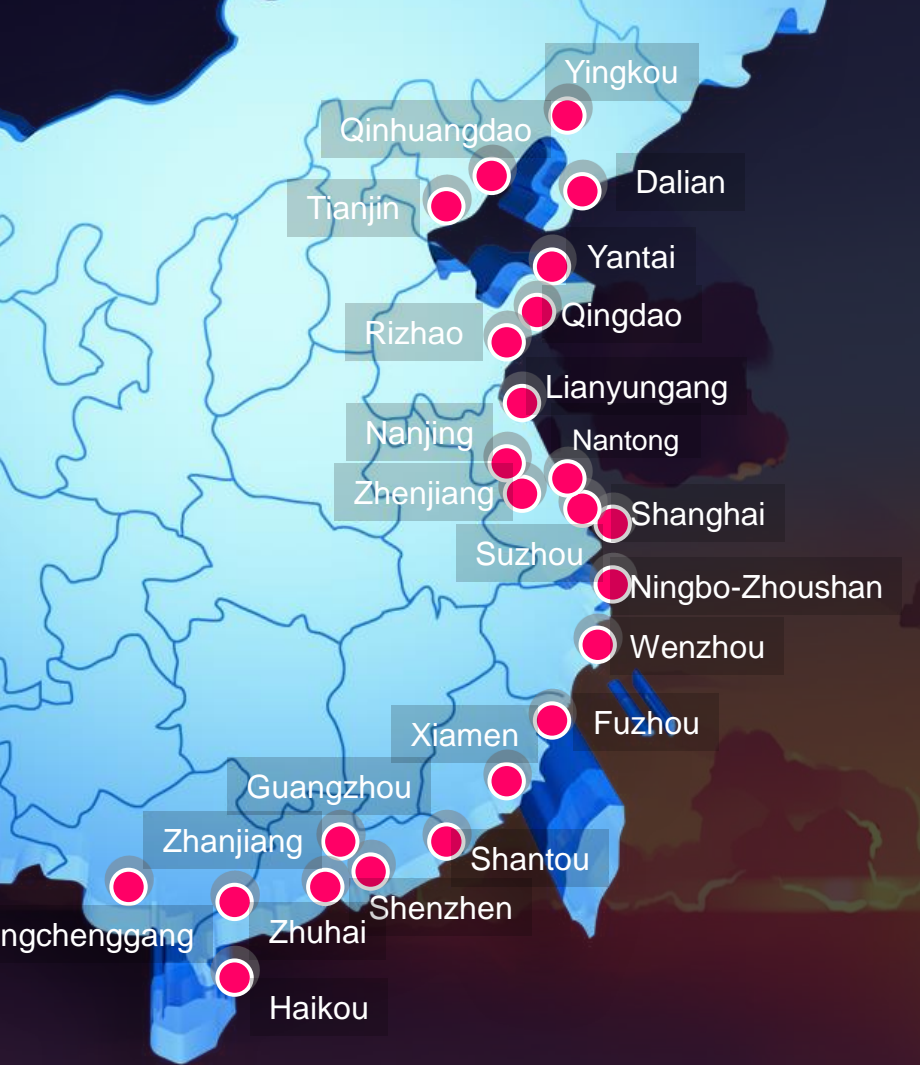 Yingkou
Qinhuangdao
Dalian
Tianjin
Yantai
Qingdao
Rizhao
Lianyungang
Nanjing
Nantong
Zhenjiang
Shanghai
Suzhou
Ningbo-Zhoushan
Wenzhou
Fuzhou
Xiamen
Guangzhou
Zhanjiang
Shantou
Shenzhen
ngchenggang
Zhuhai
Haikou